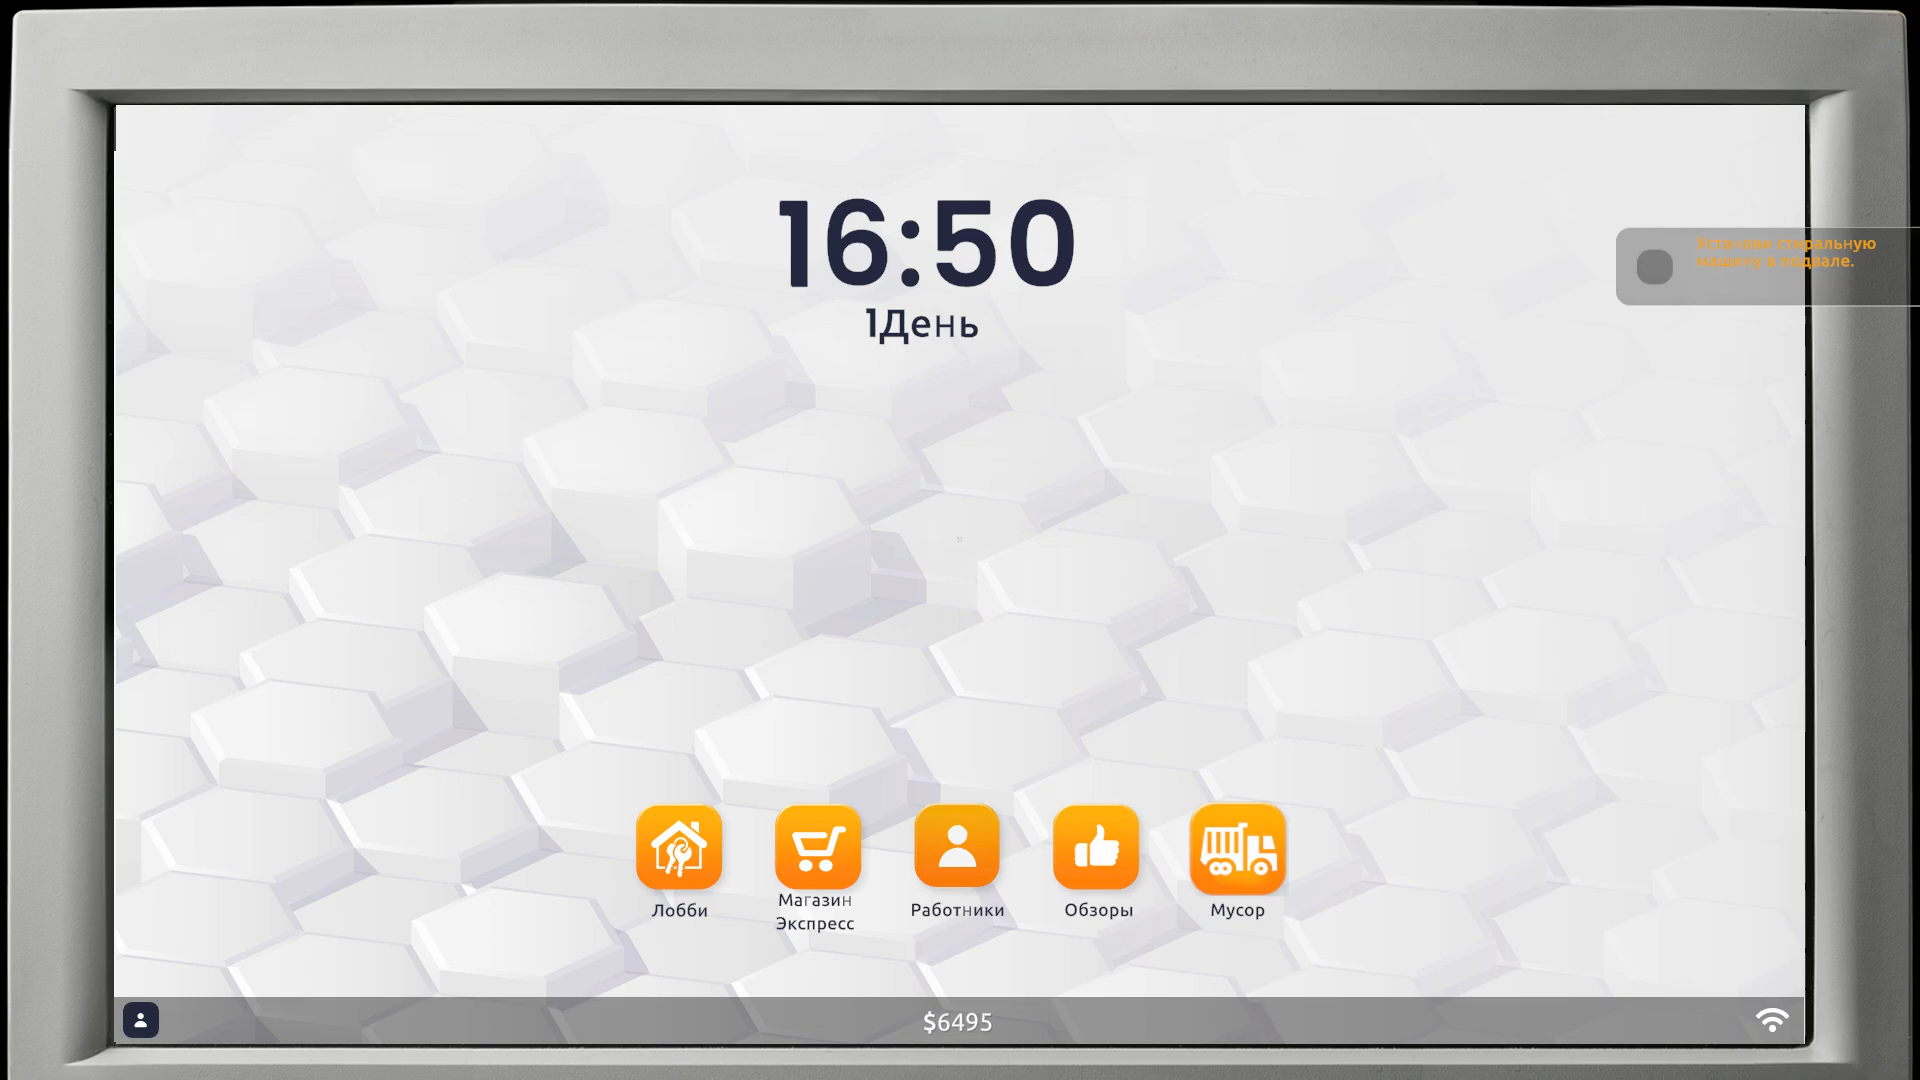 16:50
1День
Установи стиральную
машину в подвале.
Лобби
Магазин
Экспресс
Работники
Обзоры
Мусор
$6495